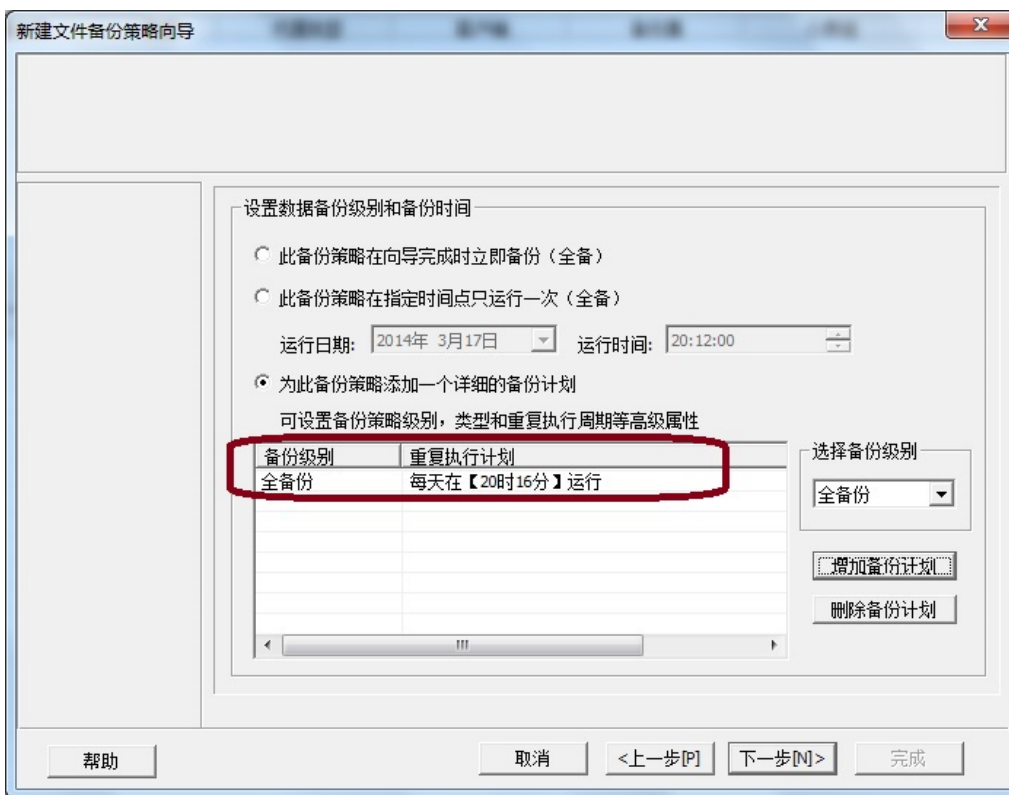 新建文件备份策略向导
设置数据备份级别和备份时间
此备份策略在向导完成时立即备份（全备）
此备份策略在指定时间点只运行一次（全备）
运行日期: 2014年 3月17日 运行时间: 20:12:00
为此备份策略添加一个详细的备份计划
可设置备份策略级别，类型和重复执行周期等高级属性
备份级别 重复执行计划
全备份 每天在【20时16分】运行
选择备份级别
全备份
增加备份计划
删除备份计划
帮助 取消 <上一步[P] 下一步[N]> 完成